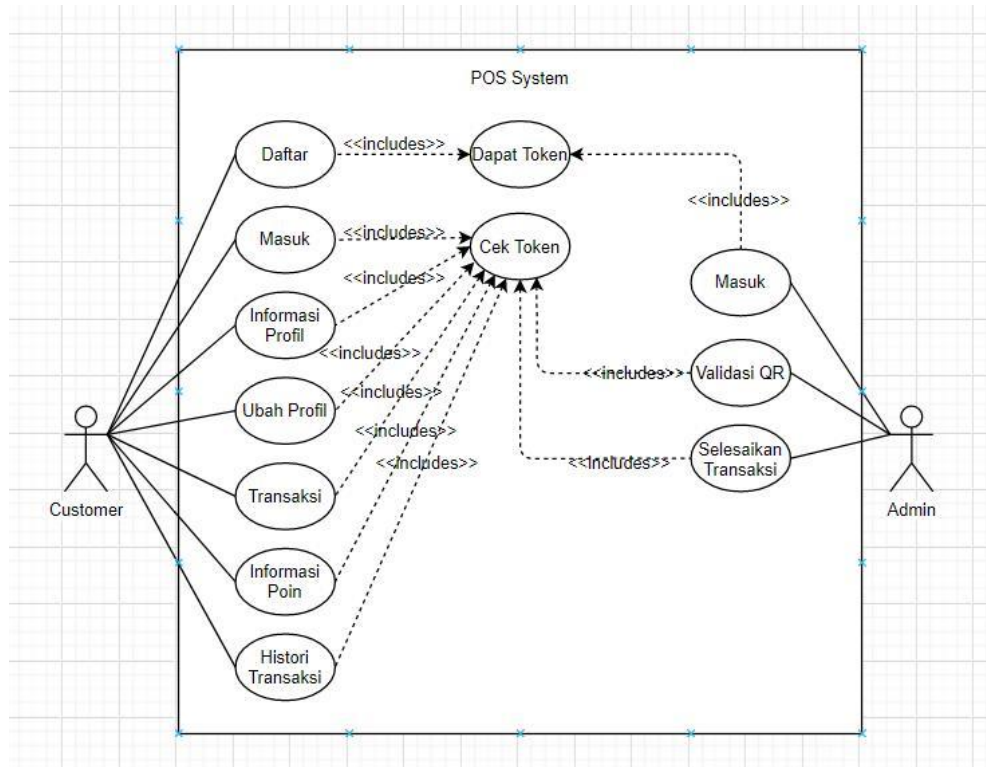 POS System
Daftar
<<includes>>
Dapat Token
<<includes>>
Masuk
<<includes>>
Cek Token
<<includes>>
Masuk
Informasi
Profil
<<includes>>
Ubah Profil
<<includes>>
<<includes>>
Validasi QR
<<includes>>
<<includes>>
<<includes>>
Selesaikan
Transaksi
Transaksi
Customer
Admin
Informasi
Poin
Histori
Transaksi